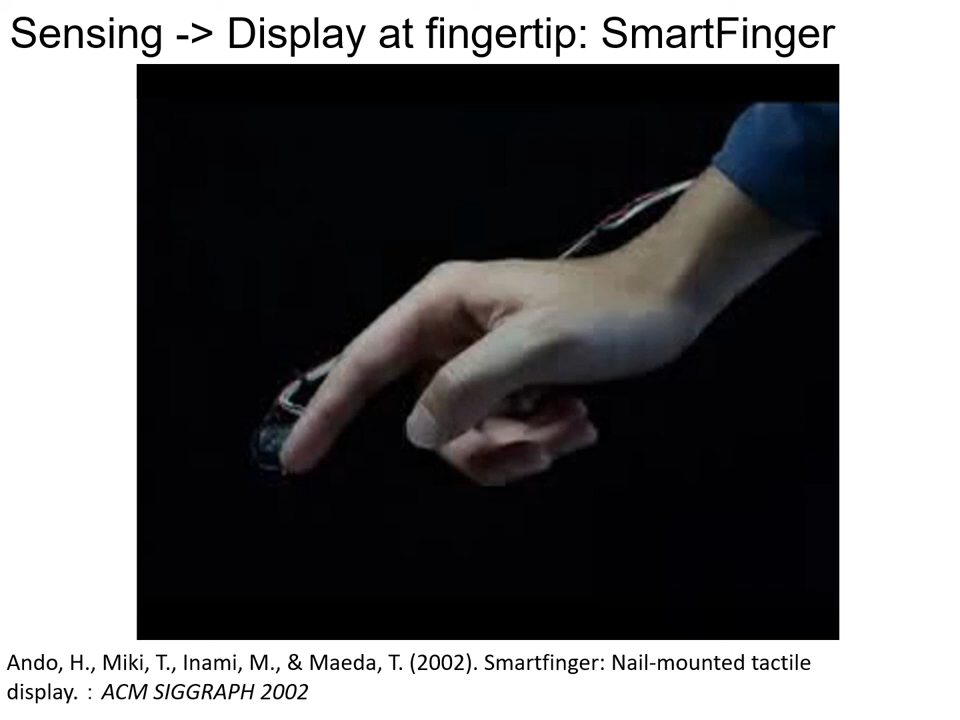 Sensing -> Display at fingertip: SmartFinger
Ando, H., Miki, T., Inami, M., & Maeda, T. (2002). Smartfinger: Nail-mounted tactile
display. : ACM SIGGRAPH 2002